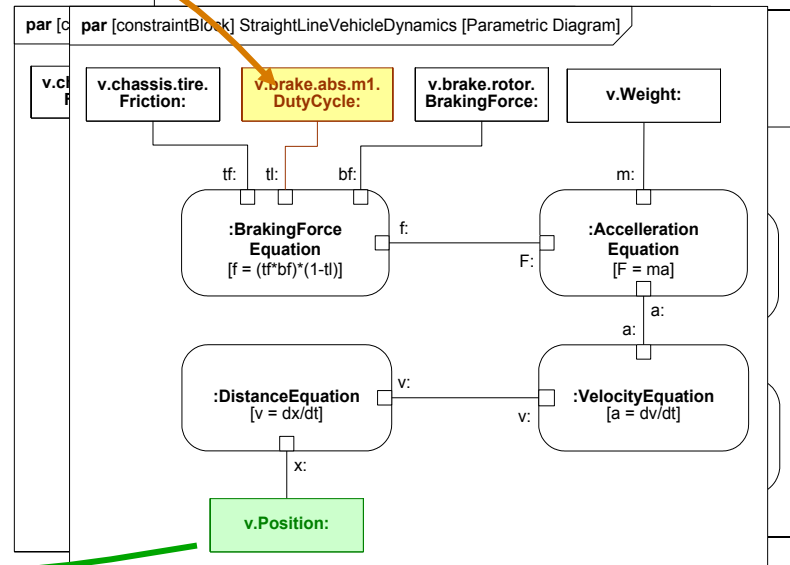 par [c
par [constraintBlock] StraightLineVehicleDynamics [Parametric Diagram]
v.ch
F
v.chassis.tire.
Friction:
v.brake.abs.m1.
DutyCycle:
v.brake.rotor.
BrakingForce:
v.Weight:
tf:
tl:
bf:
m:
:BrakingForce
Equation
[f = (tf*bf)*(1-tl)]
f:
F:
:Accelleration
Equation
[F = ma]
a:
a:
:DistanceEquation
[v = dx/dt]
v:
v:
:VelocityEquation
[a = dv/dt]
x:
v.Position: